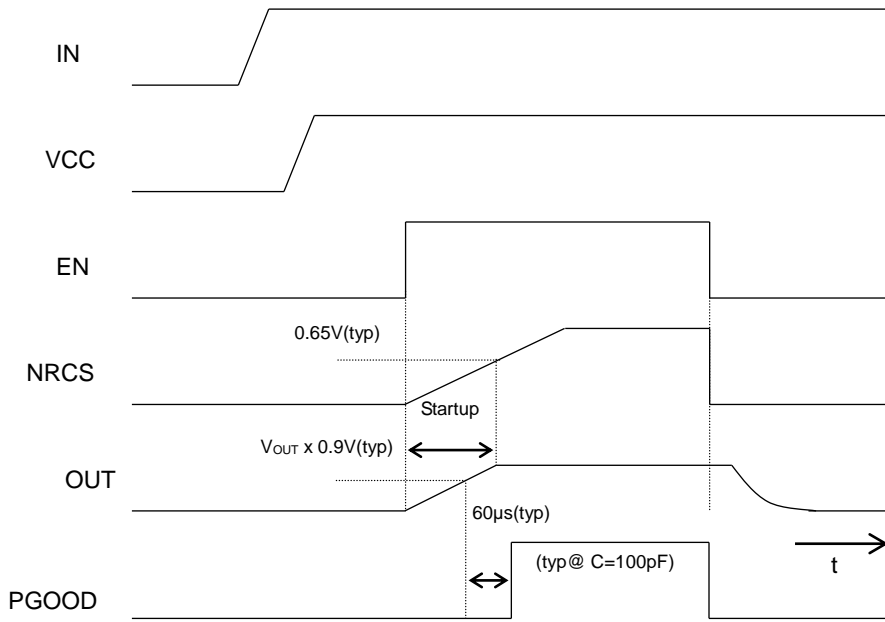 IN
VCC
EN
0.65V(typ)
NRCS
Startup
VOUT x 0.9V(typ)
OUT
60µs(typ)
t
(typ@ C=100pF)
PGOOD